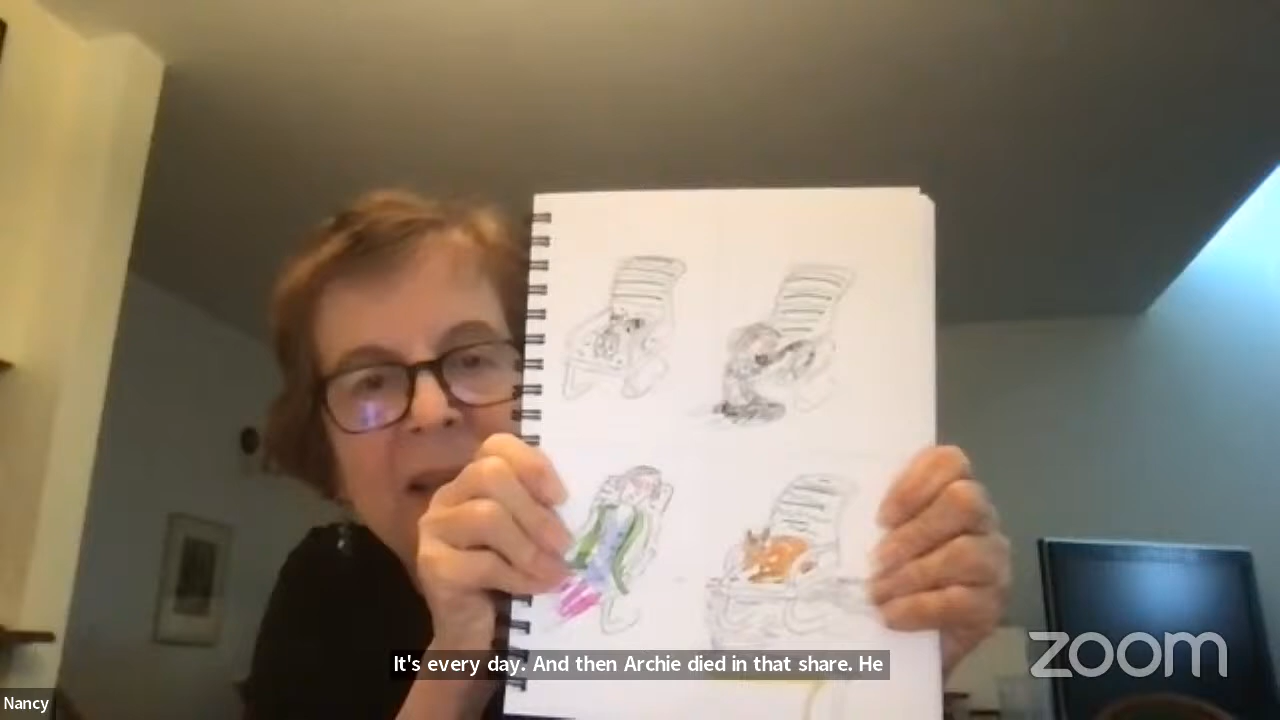 It's every day. And then Archie died in that share. He
zoom
Nancy